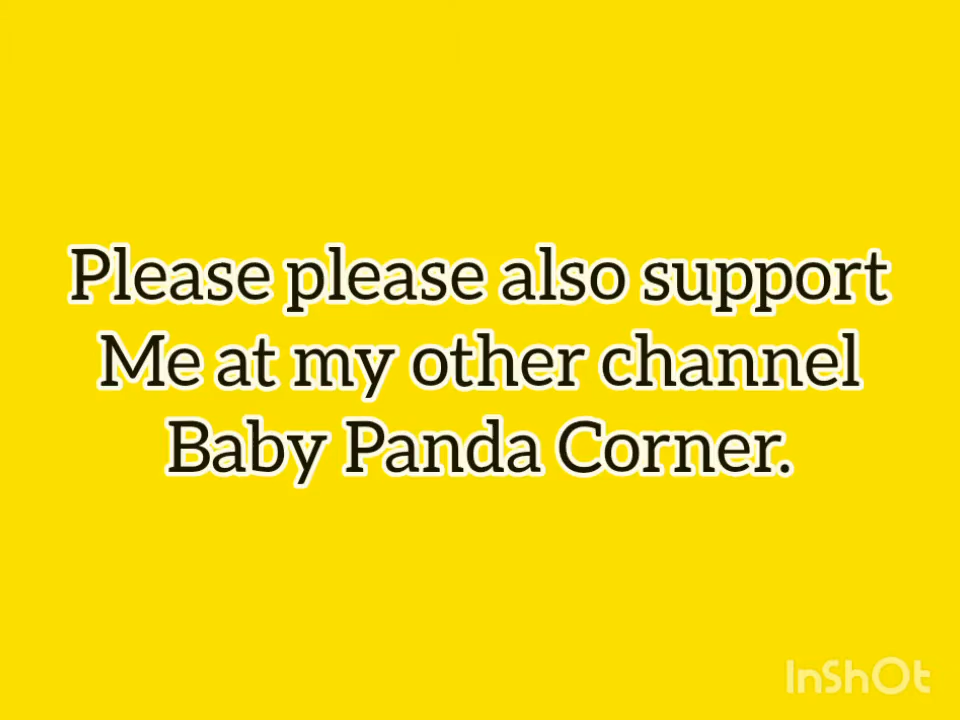 Please please also support
Me at my other channel
Baby Panda Corner.
InShOt